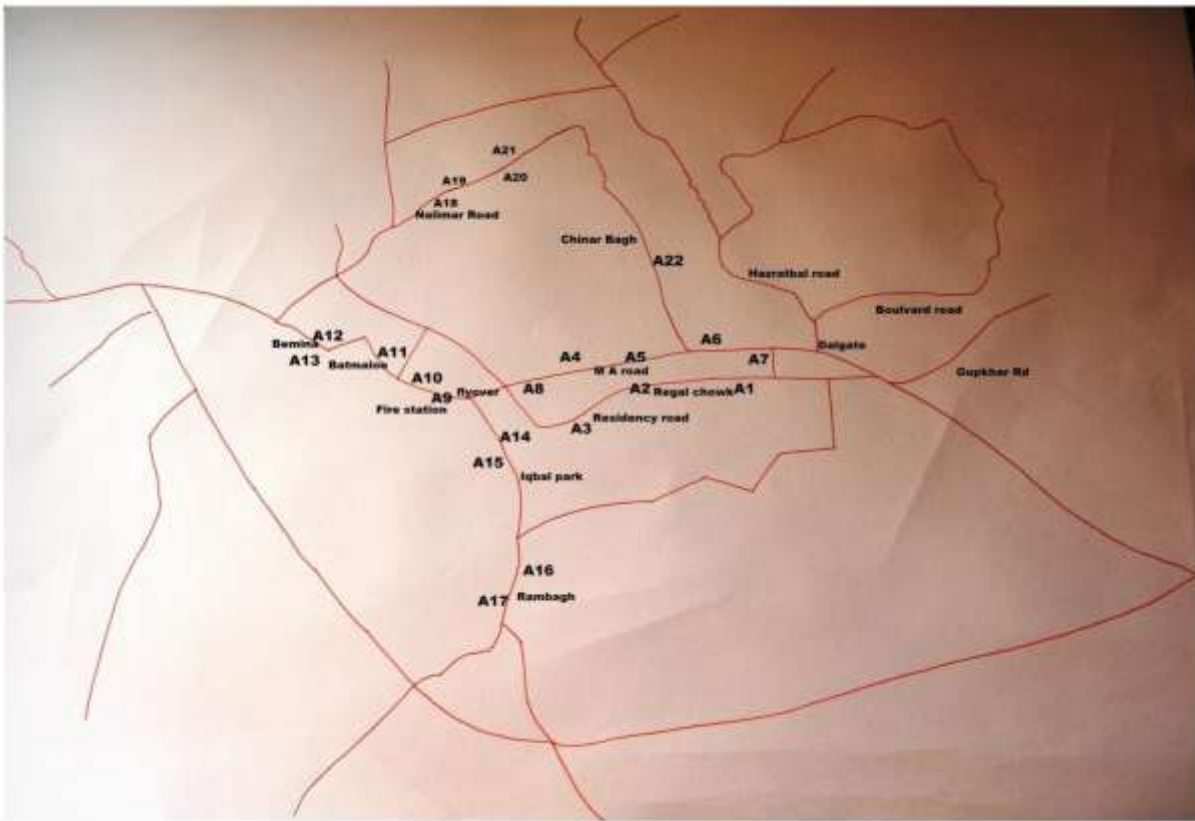 A21
A19
A20
A18
Nalimar Road
Chinar Bagh
A22
Hazratbal road
Boulvard road
A12
Bemina
A13
Batmaloa
A11
A10
A9
Fire station
flyover
A4
A5
A6
M A road
A7
Dalgate
Gupkhar Rd
A8
A2
Regal chowk
A1
A3
Residency road
A14
A15
Iqbal park
A16
A17
Rambagh